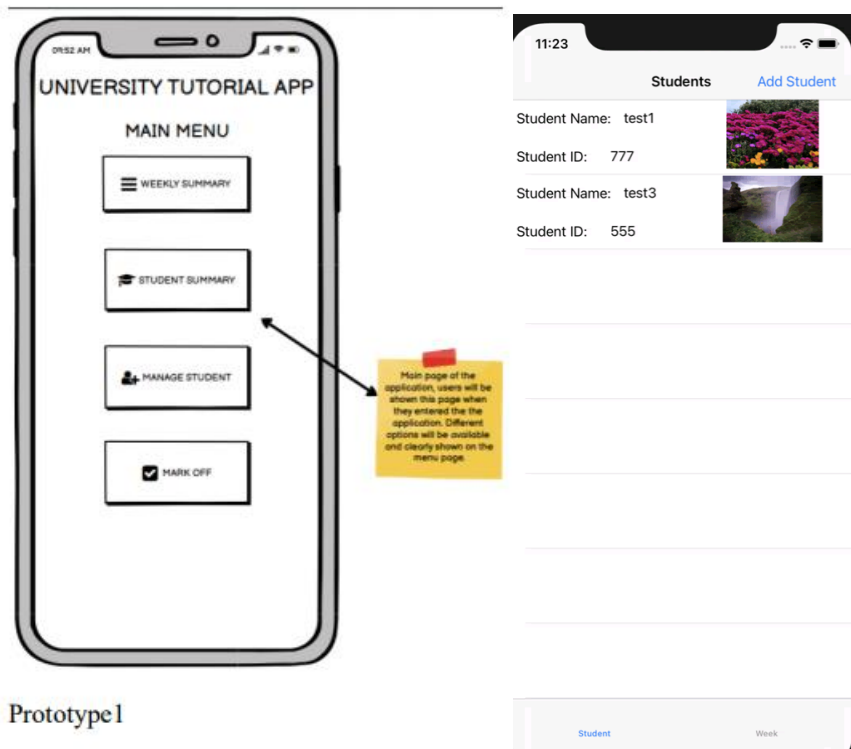 09:52 AM
UNIVERSITY TUTORIAL APP
MAIN MENU
WEEKLY SUMMARY
STUDENT SUMMARY
MANAGE STUDENT
MARK OFF
Main page of the
application, users will be
shown this page when
they entered the the
application. Different
options will be available
and clearly shown on the
menu page.
Prototype1
11:23
Students
Add Student
Student Name: test1
Student ID: 777
Student Name: test3
Student ID: 555
Student
Week